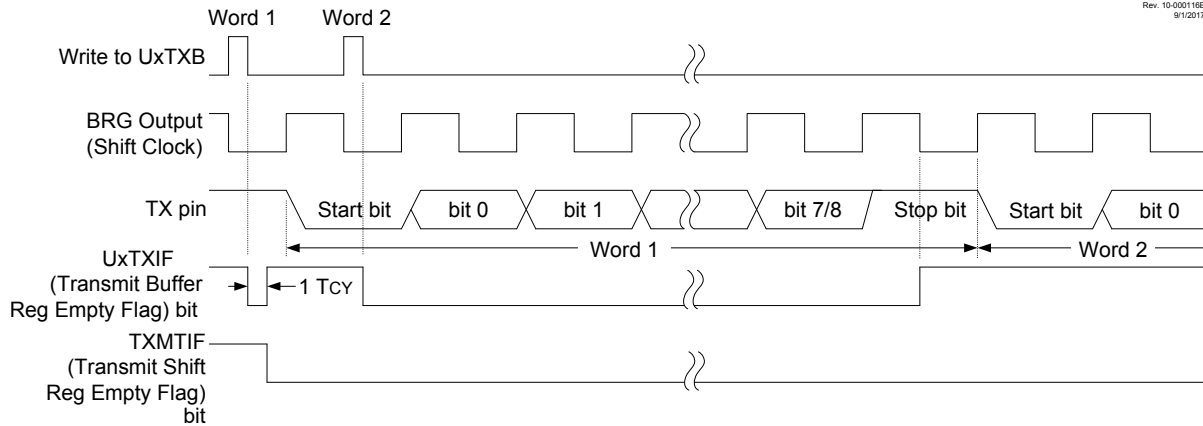 Rev. 10-000116B
9/1/2017
Word 1
Word 2
Write to UxTXB
BRG Output
(Shift Clock)
TX pin
Start bit
bit 0
bit 1
bit 7/8
Stop bit
Start bit
bit 0
Word 1
Word 2
UxTXIF
(Transmit Buffer
Reg Empty Flag) bit
1 TCY
TXMTIF
(Transmit Shift
Reg Empty Flag)
bit